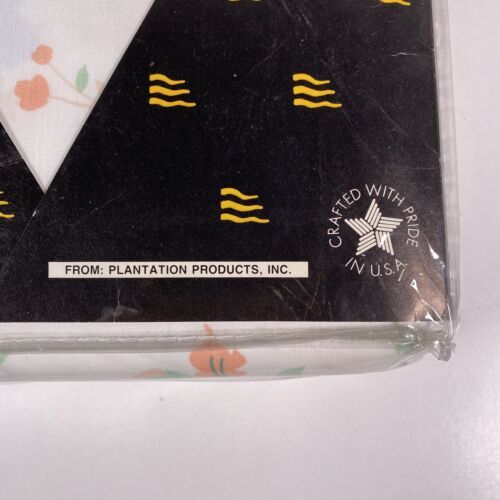 CRAFTED WITH PRIDE
IN U.S.A.
FROM: PLANTATION PRODUCTS, INC.